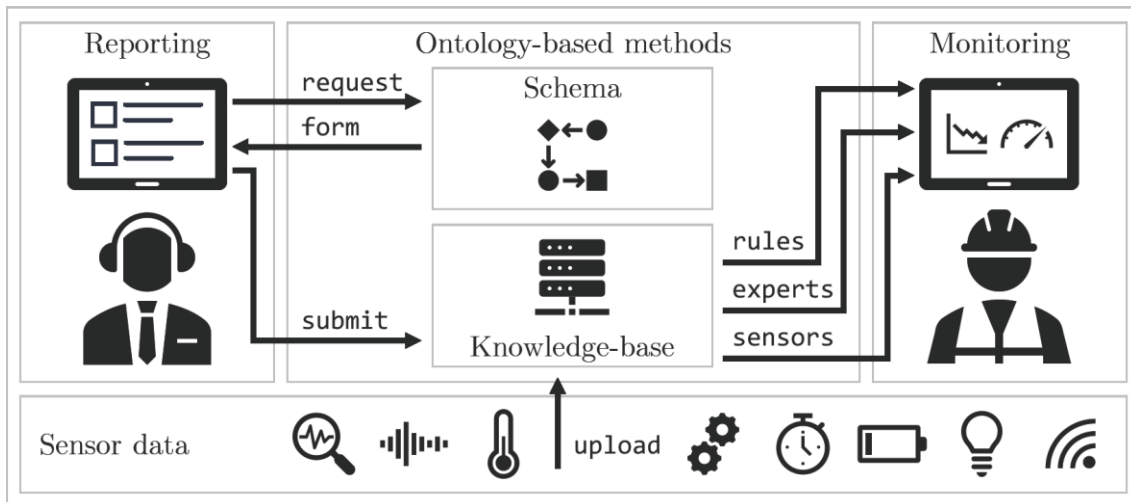 Reporting
Ontology-based methods
Monitoring
request
Schema
form
rules
experts
submit
sensors
Knowledge-base
Sensor data
upload